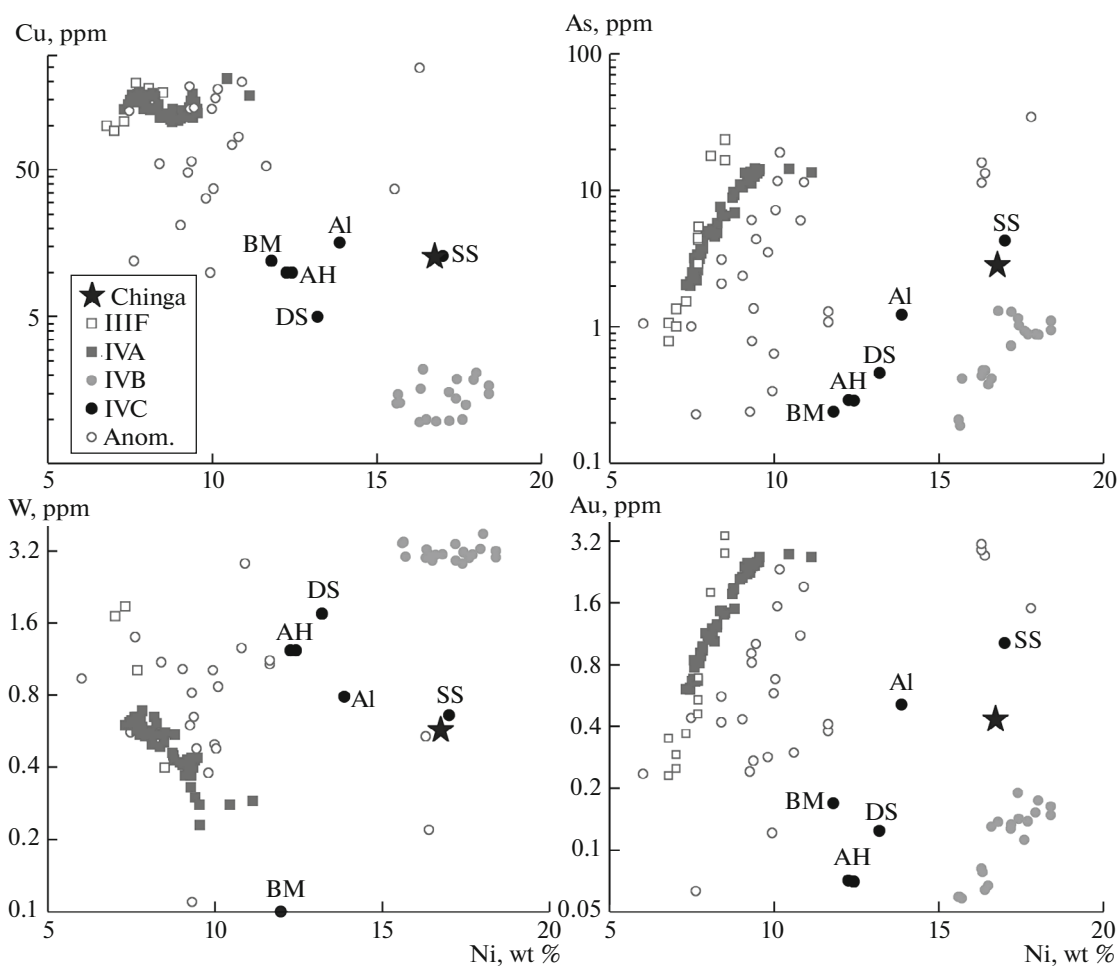 Cu, ppm
50
5
BM
Al
AH
DS
SS
Chinga
IIIF
IVA
IVB
IVC
Anom.
5 10 15 20
As, ppm
100
10
1
0.1
SS
Al
DS
AH
BM
5 10 15 20
W, ppm
3.2
1.6
0.8
0.4
0.2
0.1
DS
AH
Al
SS
BM
5 10 15 20
Ni, wt %
Au, ppm
3.2
1.6
0.8
0.4
0.2
0.1
0.05
SS
Al
BM
DS
AH
5 10 15 20
Ni, wt %